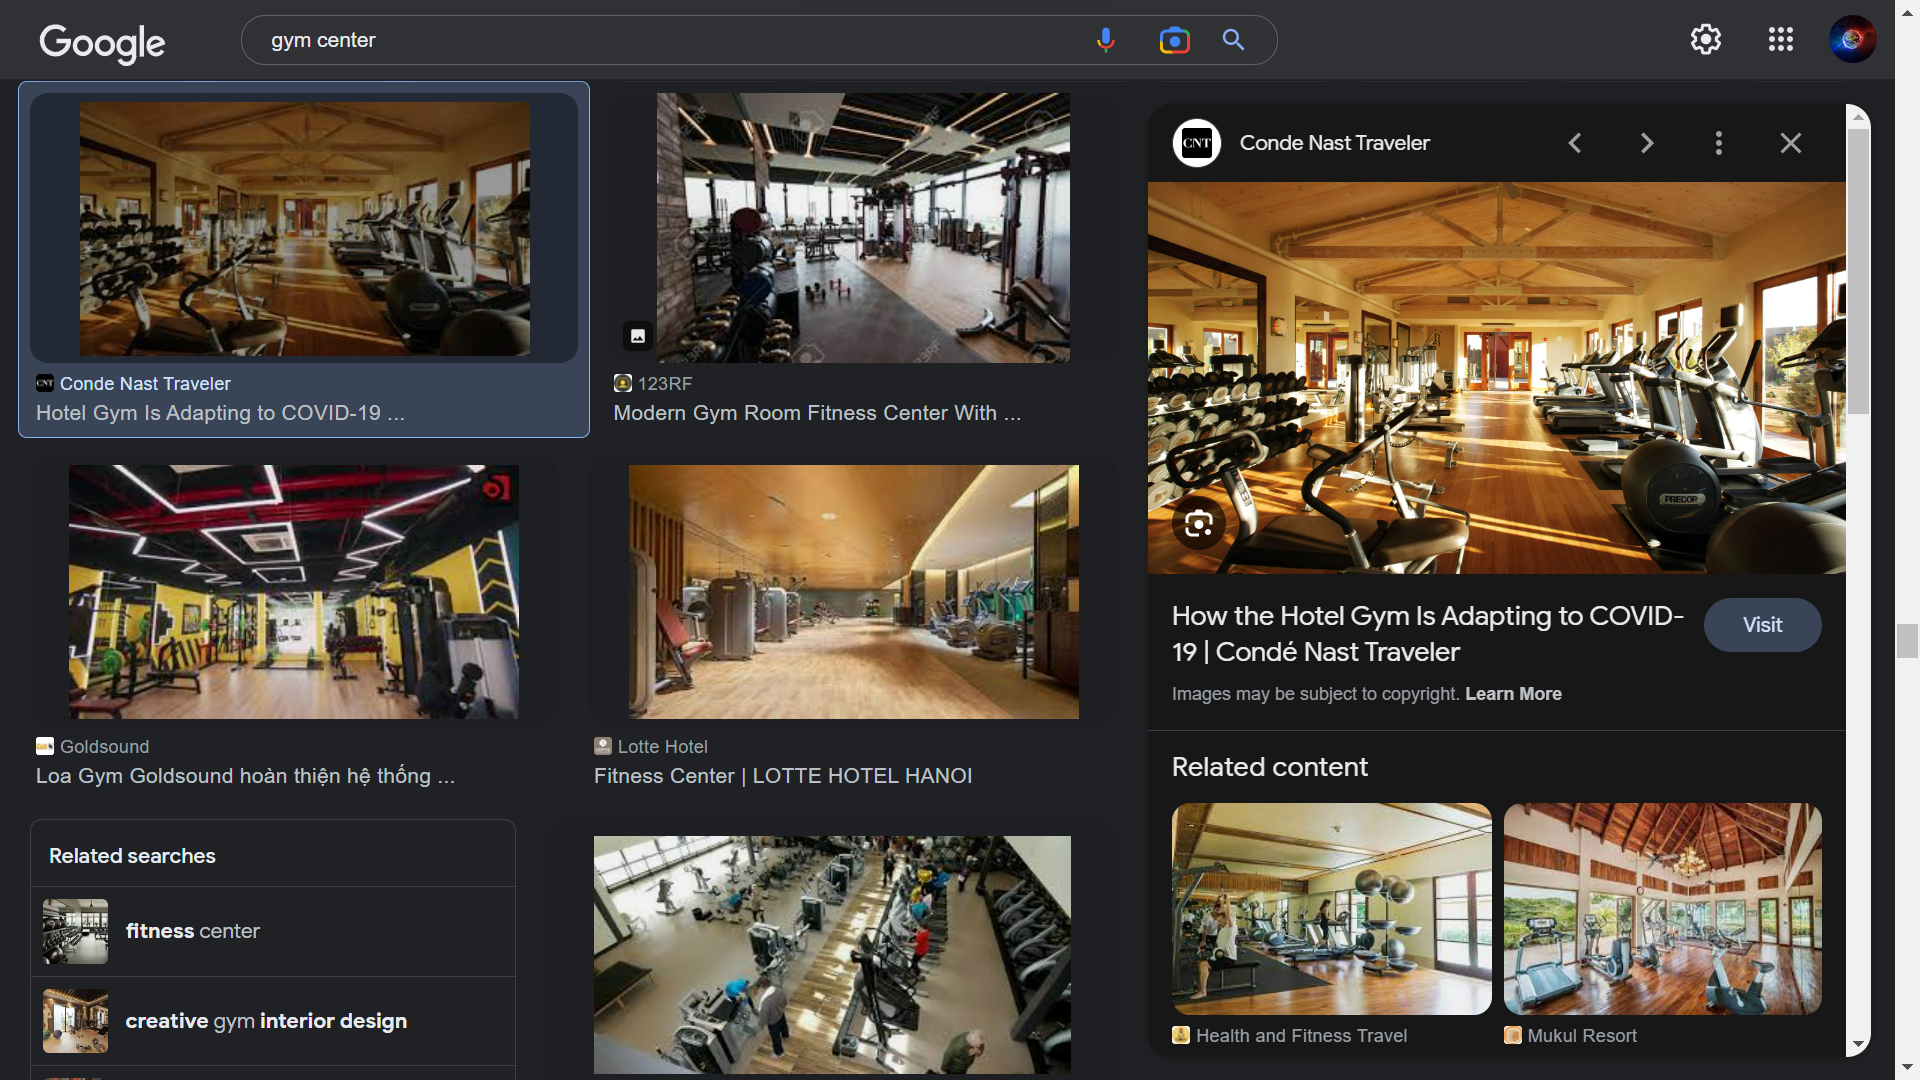 Google
gym center
CNT Conde Nast Traveler
Hotel Gym Is Adapting to COVID-19 ...
123RF
Modern Gym Room Fitness Center With ...
Goldsound
Loa Gym Goldsound hoàn thiện hệ thống ...
Lotte Hotel
Fitness Center | LOTTE HOTEL HANOI
Related searches
fitness center
creative gym interior design
CNT Conde Nast Traveler
PRECOR
How the Hotel Gym Is Adapting to COVID-
19 | Condé Nast Traveler
Visit
Images may be subject to copyright. Learn More
Related content
Health and Fitness Travel
Mukul Resort